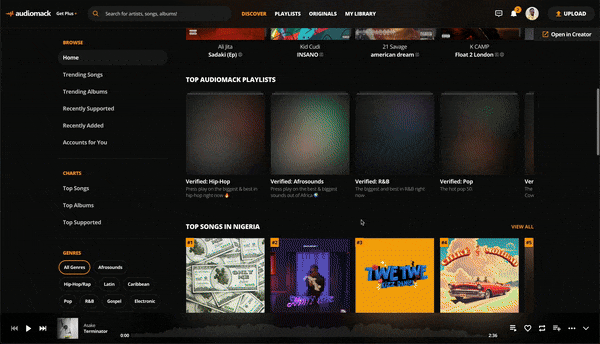 audiomack
Get Plus
Search for artists, songs, albums!
DISCOVER
PLAYLISTS
ORIGINALS
MY LIBRARY
UPLOAD
Open in Creator
BROWSE
Home
Trending Songs
Trending Albums
Recently Supported
Recently Added
Accounts for You
CHARTS
Top Songs
Top Albums
Top Supported
GENRES
All Genres
Afrosounds
Hip-Hop/Rap
Latin
Caribbean
Pop
R&B
Gospel
Electronic
Ali Jita
Sadaki (Ep)
Kid Cudi
INSANO
21 Savage
american dream
K CAMP
Float 2 London
TOP AUDIOMACK PLAYLISTS
Verified: Hip-Hop
Press play on the biggest & best in
hip-hop right now 🔥
Verified: Afrosounds
Press play on the best & biggest
sounds out of Africa 🌍
Verified: R&B
The biggest and best in R&B right
now.
Verified: Pop
The hot pop 50.
TOP SONGS IN NIGERIA
VIEW ALL
#1
#2
#3
TWE TWE
KIZZ DANIEL
#4
#5
Asake
Terminator
0:00
2:36